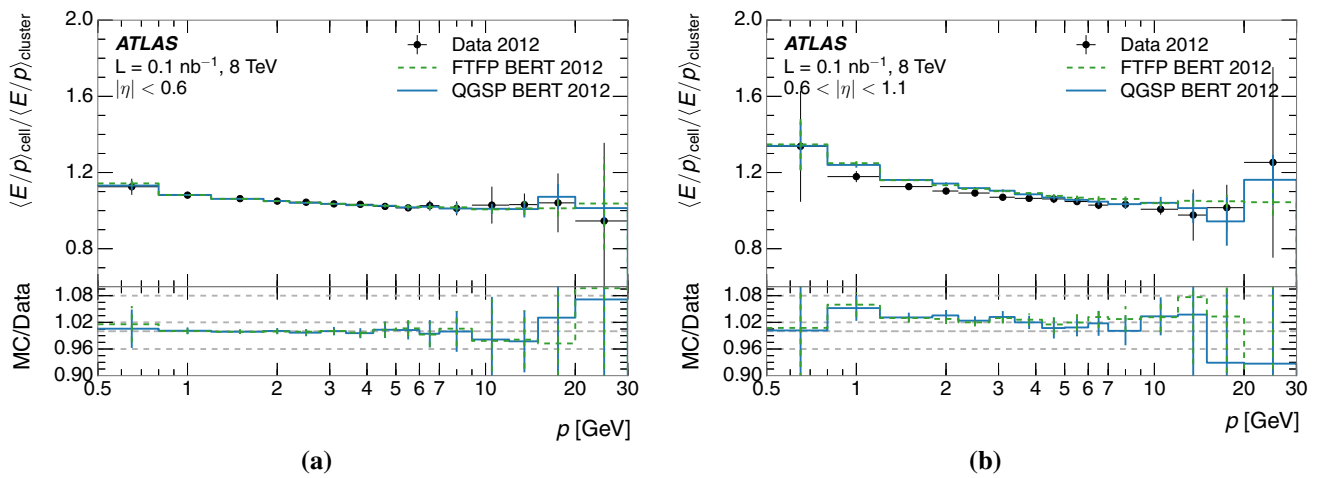 ⟨E/p⟩cell/⟨E/p⟩cluster
2.0
1.6
1.2
0.8
ATLAS
L = 0.1 nb⁻¹, 8 TeV
|η| < 0.6
Data 2012
FTFP BERT 2012
QGSP BERT 2012
MC/Data
1.08
1.02
0.96
0.90
0.5 1 2 3 4 5 6 7 10 20 30
p [GeV]
(a)
⟨E/p⟩cell/⟨E/p⟩cluster
2.0
1.6
1.2
0.8
ATLAS
L = 0.1 nb⁻¹, 8 TeV
0.6 < |η| < 1.1
Data 2012
FTFP BERT 2012
QGSP BERT 2012
MC/Data
1.08
1.02
0.96
0.90
0.5 1 2 3 4 5 6 7 10 20 30
p [GeV]
(b)